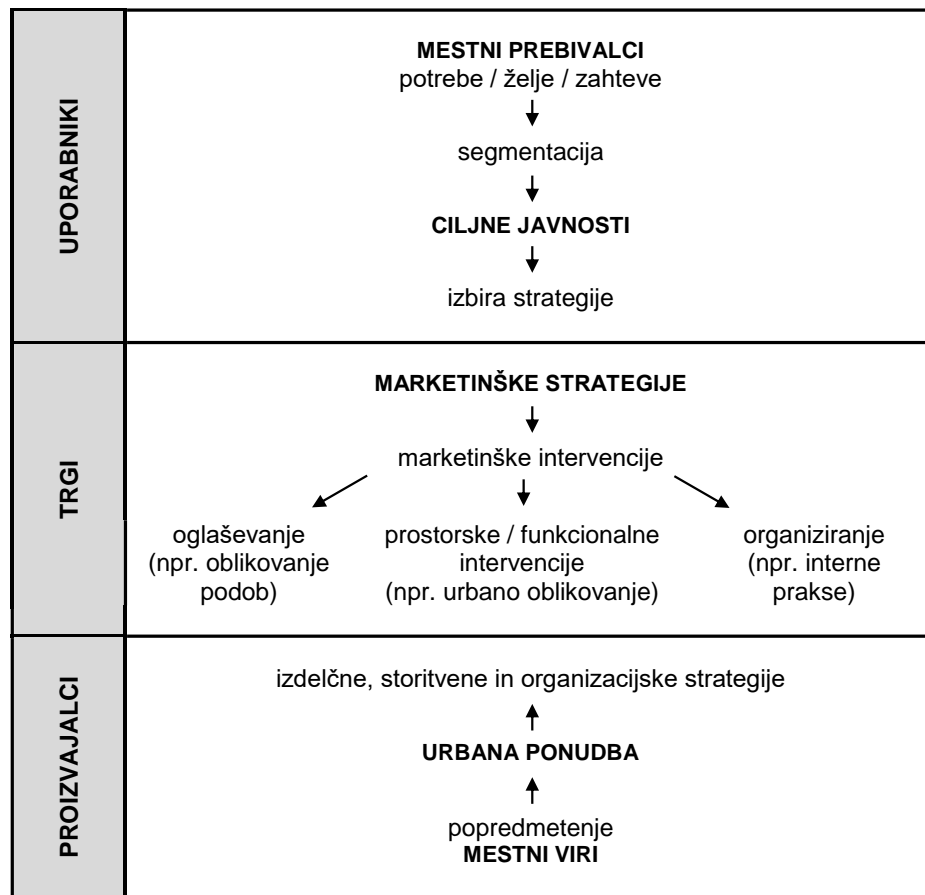 UPORABNIKI
MESTNI PREBIVALCI
potrebe / želje / zahteve
segmentacija
CILJNE JAVNOSTI
izbira strategije
TRGI
MARKETINŠKE STRATEGIJE
marketinške intervencije
oglaševanje
(npr. oblikovanje
podob)
prostorske / funkcionalne
intervencije
(npr. urbano oblikovanje)
organiziranje
(npr. interne
prakse)
PROIZVAJALCI
izdelčne, storitvene in organizacijske strategije
URBANA PONUDBA
popredmetenje
MESTNI VIRI